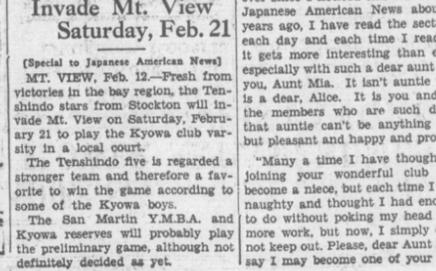 Invade Mt. View
Saturday, Feb. 21
[Special to Japanese American News]
MT. VIEW, Feb. 12.—Fresh from
victories in the bay region, the Ten-
shindo stars from Stockton will in-
vade Mt. View on Saturday, Febru-
ary 21 to play the Kyowa club var-
sity in a local court.
The Tenshindo five is regarded a
stronger team and therefore a fav-
orite to win the game according to
some of the Kyowa boys.
The San Martin Y.M.B.A. and
Kyowa reserves will probably play
the preliminary game, although not
definitely decided as yet.
Japanese American News abou
years ago, I have read the sect
each day and each time I read
it gets more interesting than e
especially with such a dear aunt
you, Aunt Mia. It isn't auntie
is a dear, Alice. It is you and
the members who are such d
that auntie can't be anything
but pleasant and happy and pro
"Many a time I have though
joining your wonderful club
become a niece, but each time I
naughty and thought I had eno
to do without poking my head
more work, but now, I simply
not keep out. Please, dear Aunt
say I may become one of your